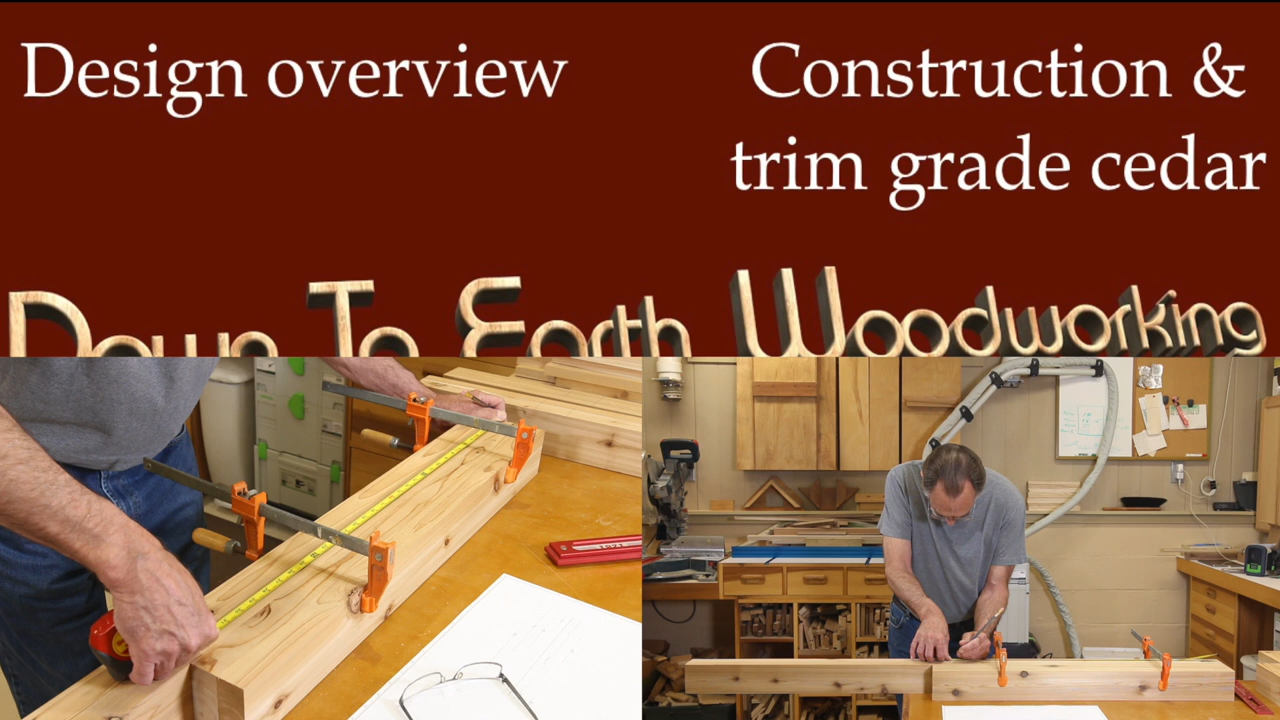 Design overview
Construction &
trim grade cedar
Down To Earth Woodworking